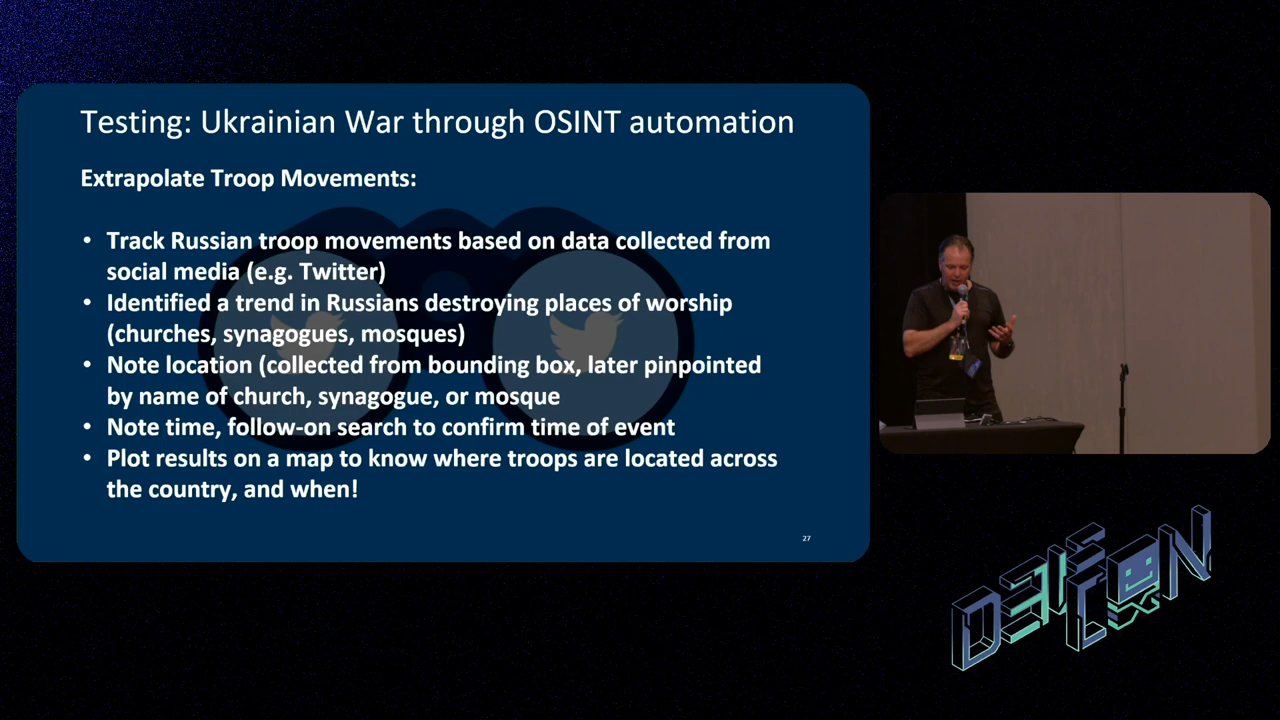 Testing: Ukrainian War through OSINT automation
Extrapolate Troop Movements:
• Track Russian troop movements based on data collected from
social media (e.g. Twitter)
• Identified a trend in Russians destroying places of worship
(churches, synagogues, mosques)
• Note location (collected from bounding box, later pinpointed
by name of church, synagogue, or mosque
• Note time, follow-on search to confirm time of event
• Plot results on a map to know where troops are located across
the country, and when!
27
DEF CON